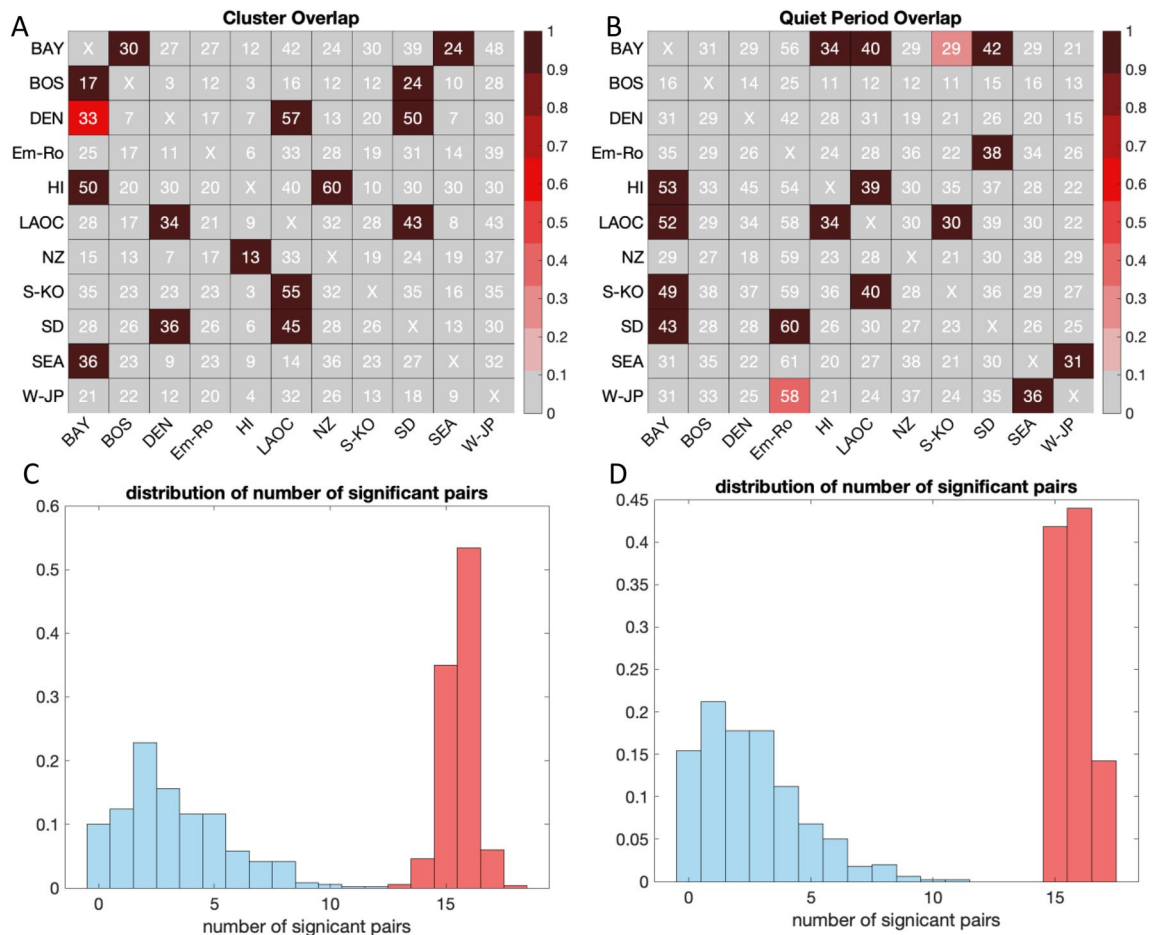 A
Cluster Overlap
BAY X 30 27 27 12 42 24 30 39 24 48
BOS 17 X 3 12 3 16 12 12 24 10 28
DEN 33 7 X 17 7 57 13 20 50 7 30
Em-Ro 25 17 11 X 6 33 28 19 31 14 39
HI 50 20 30 20 X 40 60 10 30 30 30
LAOC 28 17 34 21 9 X 32 28 43 8 43
NZ 15 13 7 17 13 33 X 19 24 19 37
S-KO 35 23 23 23 3 55 32 X 35 16 35
SD 28 26 36 26 6 45 28 26 X 13 30
SEA 36 23 9 23 9 14 36 23 27 X 32
W-JP 21 22 12 20 4 32 26 13 18 9 X
BAY BOS DEN Em-Ro HI LAOC NZ S-KO SD SEA W-JP
1
0.9
0.8
0.7
0.6
0.5
0.4
0.3
0.2
0.1
0
B
Quiet Period Overlap
BAY X 31 29 56 34 40 29 29 42 29 21
BOS 16 X 14 25 11 12 12 11 15 16 13
DEN 31 29 X 42 28 31 19 21 26 20 15
Em-Ro 35 29 26 X 24 28 36 22 38 34 26
HI 53 33 45 54 X 39 30 35 37 28 22
LAOC 52 29 34 58 34 X 30 30 39 30 22
NZ 29 27 18 59 23 28 X 21 29 38 29
S-KO 49 38 37 59 36 40 28 X 36 29 27
SD 43 28 28 60 26 30 27 23 X 26 25
SEA 31 35 22 61 20 27 38 21 30 X 31
W-JP 31 33 25 58 21 24 37 24 35 36 X
BAY BOS DEN Em-Ro HI LAOC NZ S-KO SD SEA W-JP
1
0.9
0.8
0.7
0.6
0.5
0.4
0.3
0.2
0.1
0
C
distribution of number of significant pairs
0.6
0.5
0.4
0.3
0.2
0.1
0
0 5 10 15
number of signicant pairs
D
distribution of number of significant pairs
0.45
0.4
0.35
0.3
0.25
0.2
0.15
0.1
0.05
0
0 5 10 15
number of signicant pairs